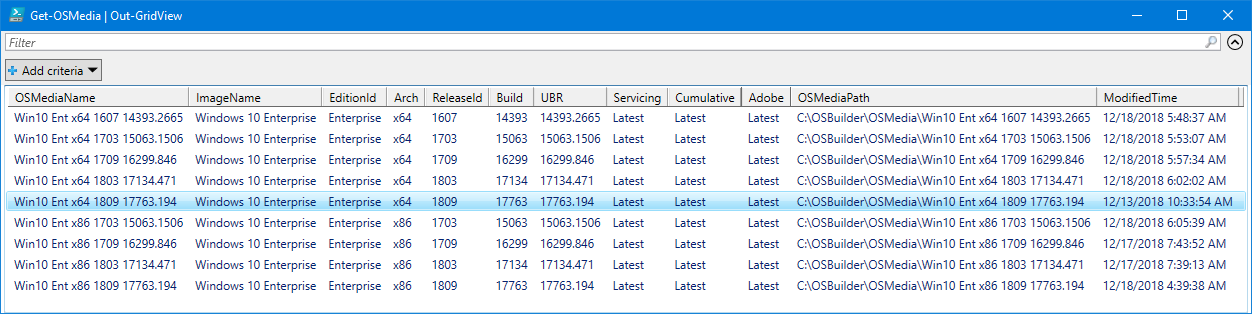 Get-OSMedia | Out-GridView
Filter
Add criteria
OSMediaName ImageName EditionId Arch ReleaseId Build UBR Servicing Cumulative Adobe OSMediaPath ModifiedTime
Win10 Ent x64 1607 14393.2665 Windows 10 Enterprise Enterprise x64 1607 14393 14393.2665 Latest Latest Latest C:\OSBuilder\OSMedia\Win10 Ent x64 1607 14393.2665 12/18/2018 5:48:37 AM
Win10 Ent x64 1703 15063.1506 Windows 10 Enterprise Enterprise x64 1703 15063 15063.1506 Latest Latest Latest C:\OSBuilder\OSMedia\Win10 Ent x64 1703 15063.1506 12/18/2018 5:53:07 AM
Win10 Ent x64 1709 16299.846 Windows 10 Enterprise Enterprise x64 1709 16299 16299.846 Latest Latest Latest C:\OSBuilder\OSMedia\Win10 Ent x64 1709 16299.846 12/18/2018 5:57:34 AM
Win10 Ent x64 1803 17134.471 Windows 10 Enterprise Enterprise x64 1803 17134 17134.471 Latest Latest Latest C:\OSBuilder\OSMedia\Win10 Ent x64 1803 17134.471 12/18/2018 6:02:02 AM
Win10 Ent x64 1809 17763.194 Windows 10 Enterprise Enterprise x64 1809 17763 17763.194 Latest Latest Latest C:\OSBuilder\OSMedia\Win10 Ent x64 1809 17763.194 12/13/2018 10:33:54 AM
Win10 Ent x86 1703 15063.1506 Windows 10 Enterprise Enterprise x86 1703 15063 15063.1506 Latest Latest Latest C:\OSBuilder\OSMedia\Win10 Ent x86 1703 15063.1506 12/18/2018 6:05:39 AM
Win10 Ent x86 1709 16299.846 Windows 10 Enterprise Enterprise x86 1709 16299 16299.846 Latest Latest Latest C:\OSBuilder\OSMedia\Win10 Ent x86 1709 16299.846 12/17/2018 7:43:52 AM
Win10 Ent x86 1803 17134.471 Windows 10 Enterprise Enterprise x86 1803 17134 17134.471 Latest Latest Latest C:\OSBuilder\OSMedia\Win10 Ent x86 1803 17134.471 12/17/2018 7:39:13 AM
Win10 Ent x86 1809 17763.194 Windows 10 Enterprise Enterprise x86 1809 17763 17763.194 Latest Latest Latest C:\OSBuilder\OSMedia\Win10 Ent x86 1809 17763.194 12/18/2018 4:39:38 AM